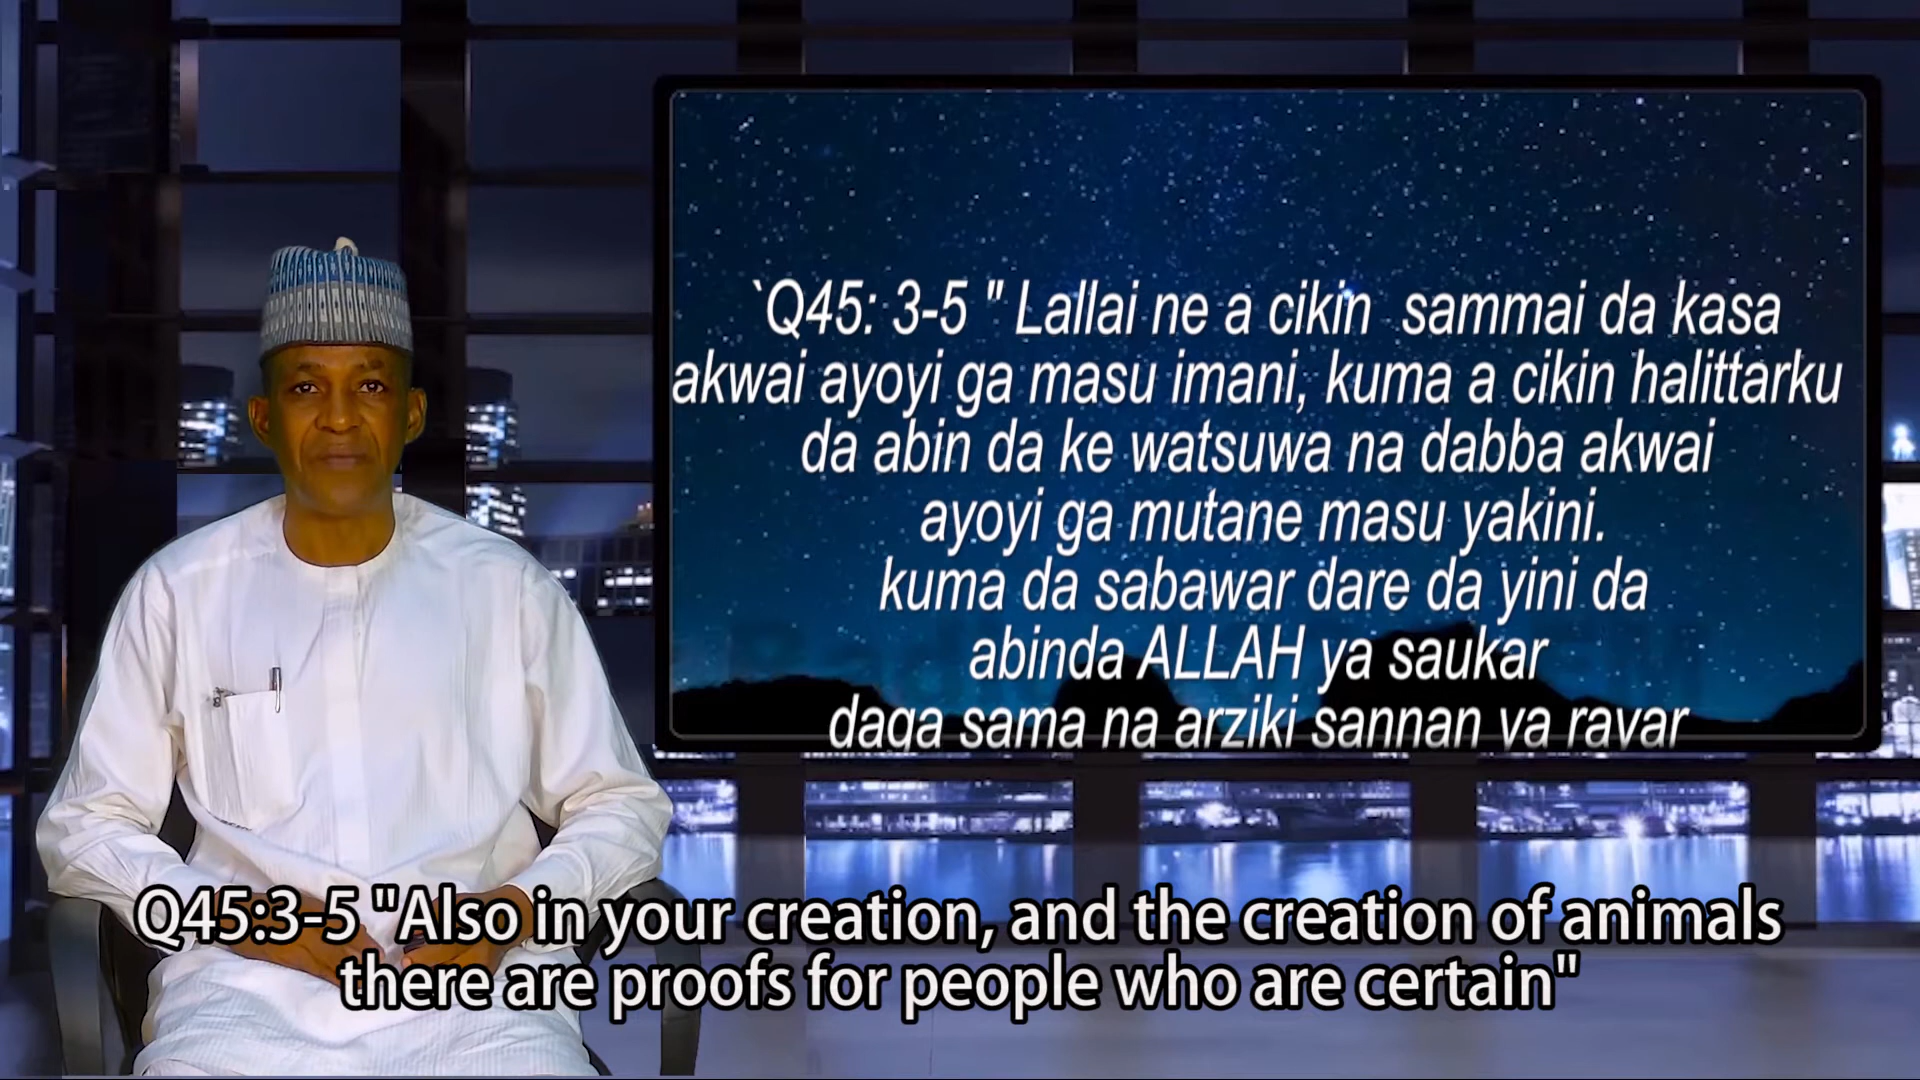 `Q45: 3-5 " Lallai ne a cikin sammai da kasa
akwai ayoyi ga masu imani, kuma a cikin halittarku
da abin da ke watsuwa na dabba akwai
ayoyi ga mutane masu yakini.
kuma da sabawar dare da yini da
abinda ALLAH ya saukar
daga sama na arziki sannan ya rayar
Q45:3-5 "Also in your creation, and the creation of animals
there are proofs for people who are certain"